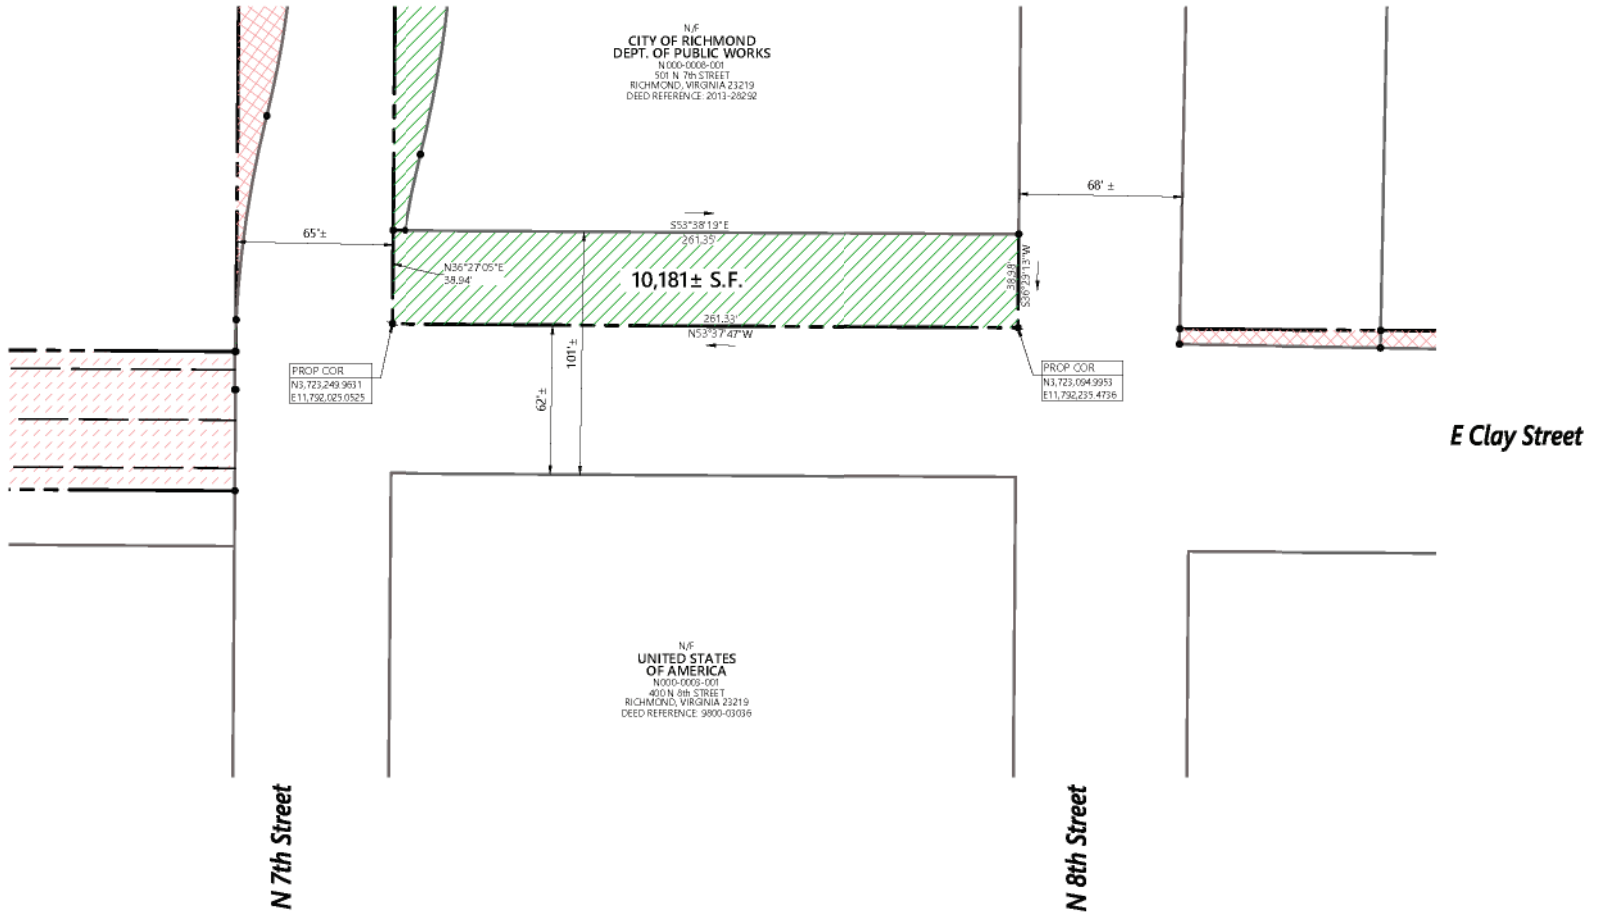 N/F
CITY OF RICHMOND
DEPT. OF PUBLIC WORKS
N000-0008-001
501 N 7th STREET
RICHMOND, VIRGINIA 23219
DEED REFERENCE: 2013-28292
68' ±
65'±
S53°38'19"E
261.35'
N36°27'05"E
38.94'
10,181± S.F.
38.98'
S36°29'13"W
261.33'
N53°37'47"W
101'±
62'±
PROP COR
N3,723,249.9631
E11,792,025.0525
PROP COR
N3,723,094.9953
E11,792,235.4736
E Clay Street
N/F
UNITED STATES
OF AMERICA
N000-0003-001
400 N 8th STREET
RICHMOND, VIRGINIA 23219
DEED REFERENCE: 9800-03036
N 7th Street
N 8th Street